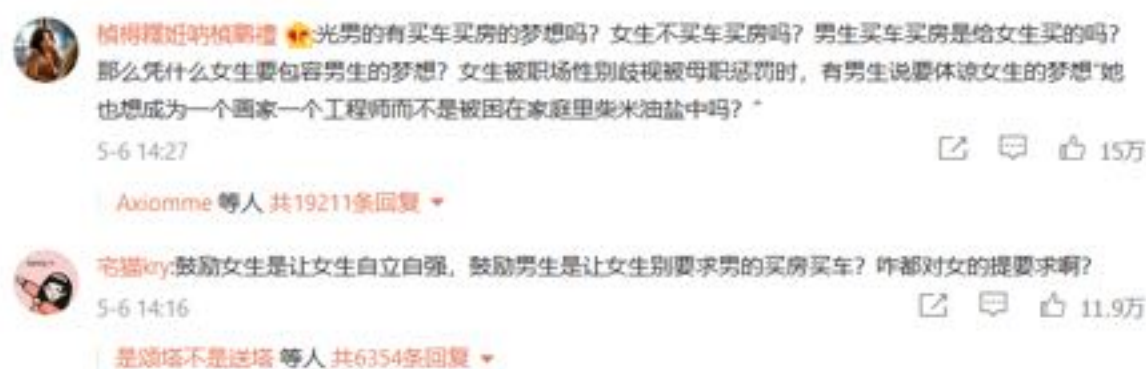 光男的有买车买房的梦想吗？女生不买车买房吗？男生买车买房是给女生买的吗？
那么凭什么女生要包容男生的梦想？女生被职场性别歧视被母职惩罚时，有男生说要体谅女生的梦想“她
也想成为一个画家一个工程师而不是被困在家庭里柴米油盐中吗？”
5-6 14:27
15万
Axiomme 等人 共19211条回复
宅猫kry:鼓励女生是让女生自立自强，鼓励男生是让女生别要求男的买房买车？咋都对女的提要求啊？
5-6 14:16
11.9万
是颂塔不是送塔 等人 共6354条回复